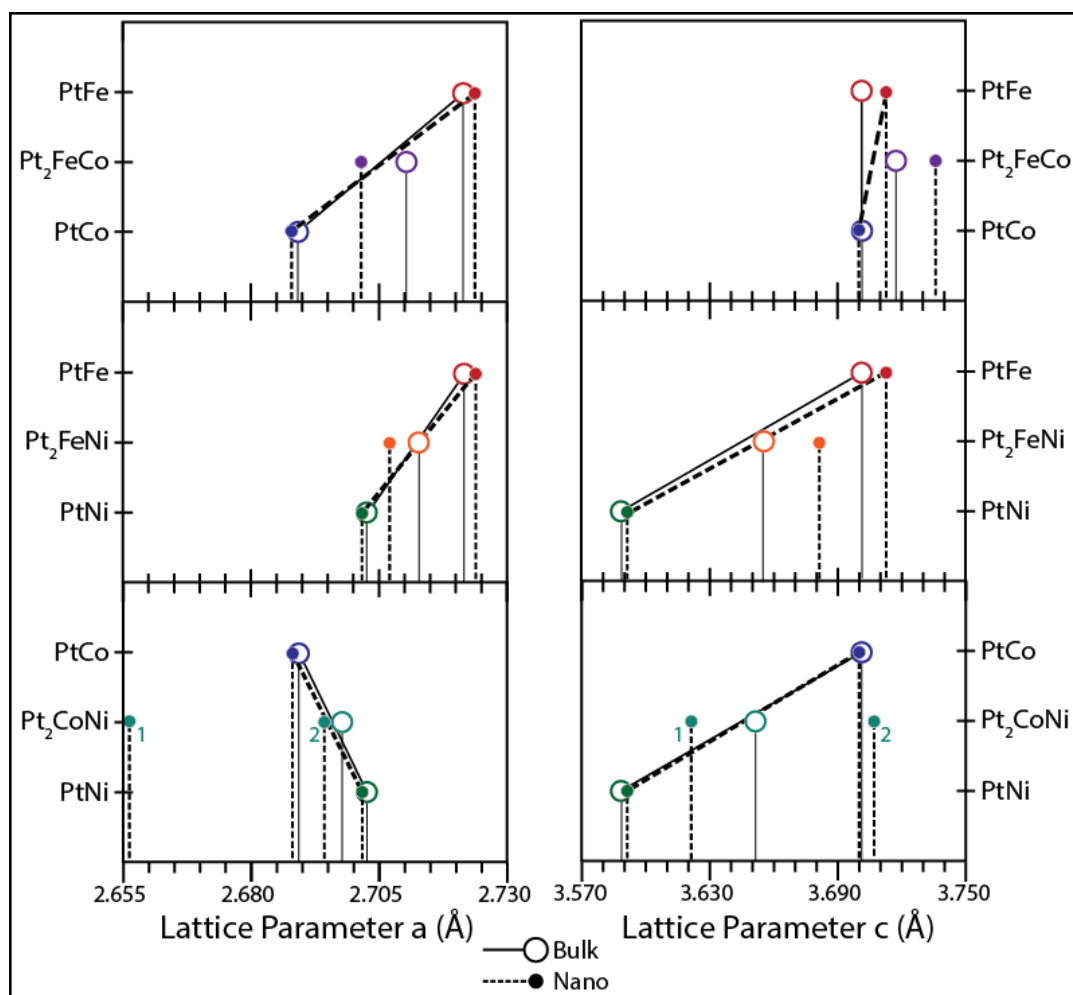 PtFe
Pt₂FeCo
PtCo
PtFe
Pt₂FeCo
PtCo
PtFe
Pt₂FeNi
PtNi
PtFe
Pt₂FeNi
PtNi
PtCo
Pt₂CoNi
PtNi
1
2
1
2
PtCo
Pt₂CoNi
PtNi
2.655 2.680 2.705 2.730
3.570 3.630 3.690 3.750
Lattice Parameter a (Å)
Lattice Parameter c (Å)
Bulk
Nano